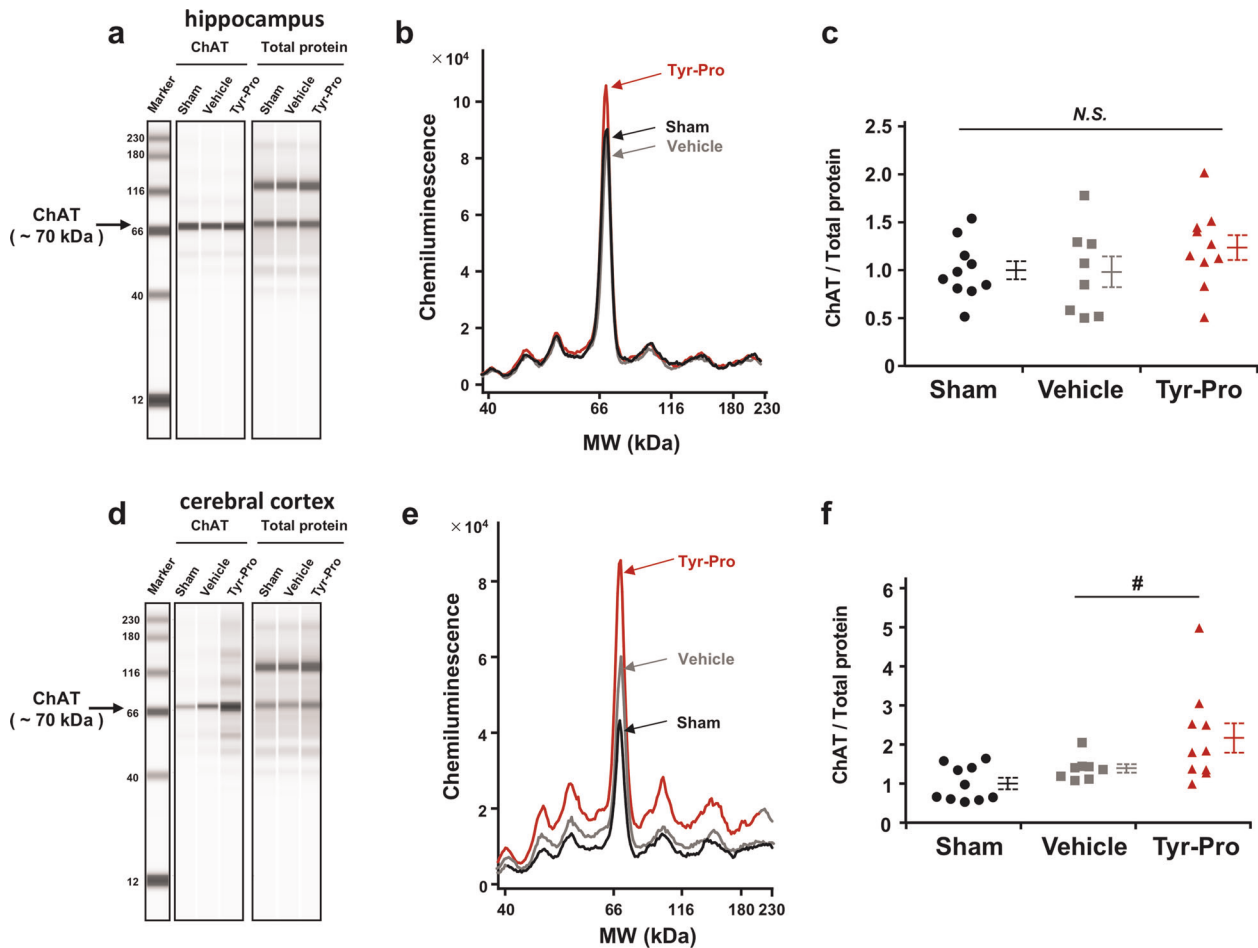 a
hippocampus
ChAT Total protein
Marker Sham Vehicle Tyr-Pro Sham Vehicle Tyr-Pro
230
180
116
66
40
12
ChAT
( ~ 70 kDa )
b
× 10⁴
Chemiluminescence
10
8
6
4
2
0
Tyr-Pro
Sham
Vehicle
40 66 116 180 230
MW (kDa)
c
N.S.
ChAT / Total protein
2.5
2.0
1.5
1.0
0.5
0
Sham Vehicle Tyr-Pro
d
cerebral cortex
ChAT Total protein
Marker Sham Vehicle Tyr-Pro Sham Vehicle Tyr-Pro
230
180
116
66
40
12
ChAT
( ~ 70 kDa )
e
× 10⁴
Chemiluminescence
8
6
4
2
0
Tyr-Pro
Vehicle
Sham
40 66 116 180 230
MW (kDa)
f
#
ChAT / Total protein
6
5
4
3
2
1
0
Sham Vehicle Tyr-Pro